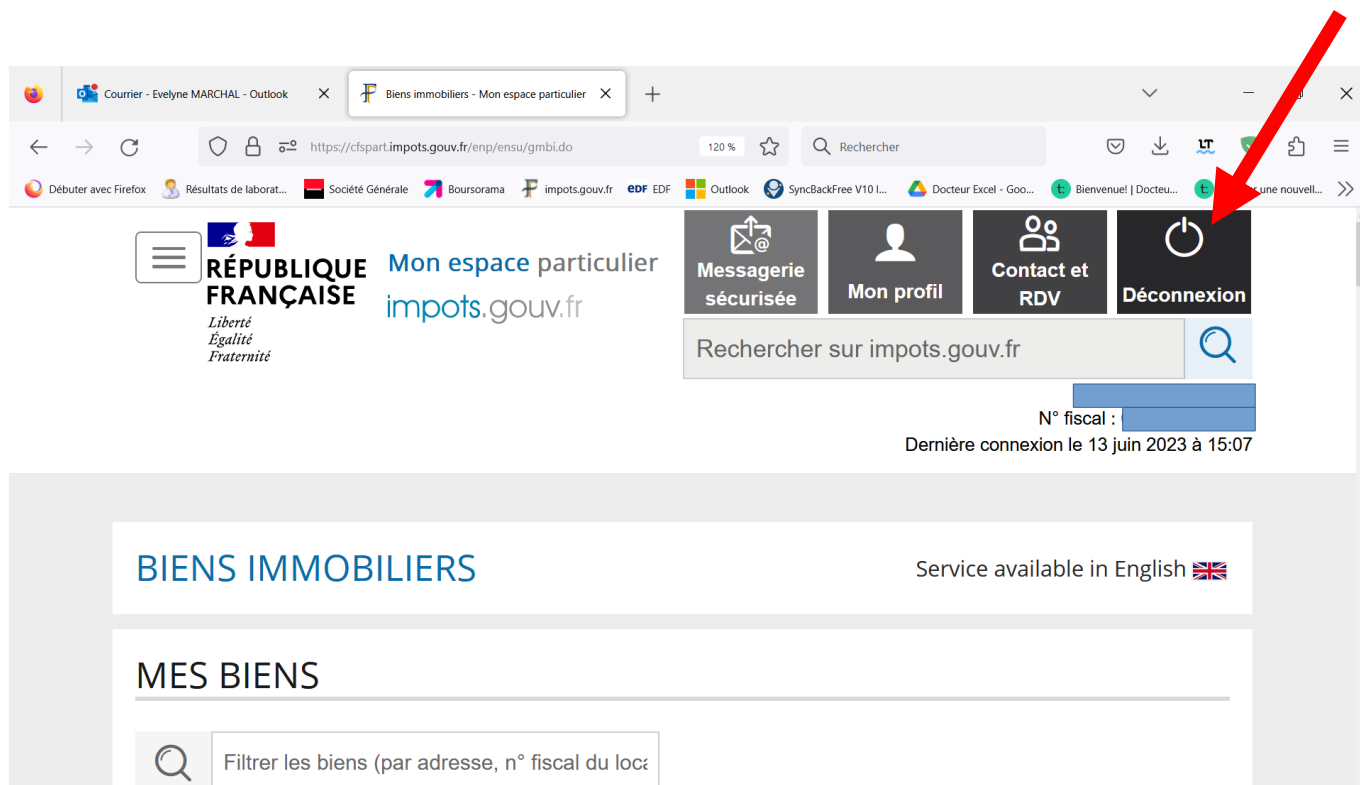 Courrier - Evelyne MARCHAL - Outlook
Biens immobiliers - Mon espace particulier
https://cfspart.impots.gouv.fr/enp/ensu/gmbi.do
120 %
Rechercher
Débuter avec Firefox
Résultats de laborat...
Société Générale
Boursorama
impots.gouv.fr
EDF EDF
Outlook
SyncBackFree V10 I...
Docteur Excel - Goo...
Bienvenue! | Docteu...
une nouvell...
RÉPUBLIQUE
FRANÇAISE
Liberté
Égalité
Fraternité
Mon espace particulier
impots.gouv.fr
Messagerie
sécurisée
Mon profil
Contact et
RDV
Déconnexion
Rechercher sur impots.gouv.fr
N° fiscal :
Dernière connexion le 13 juin 2023 à 15:07
BIENS IMMOBILIERS
Service available in English
MES BIENS
Filtrer les biens (par adresse, n° fiscal du loca